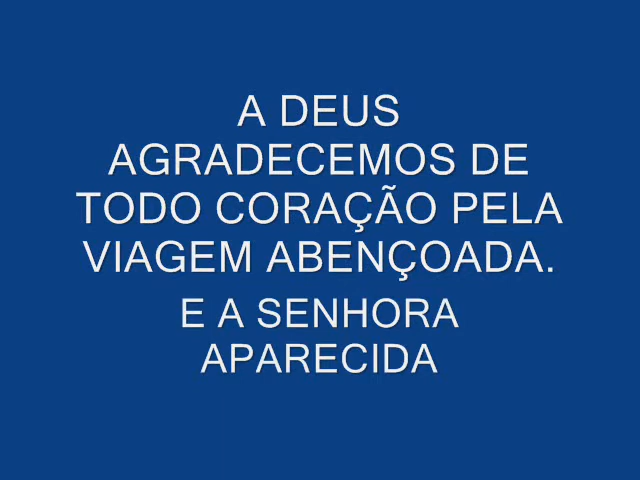 A DEUS
AGRADECEMOS DE
TODO CORAÇÃO PELA
VIAGEM ABENÇOADA.
E A SENHORA
APARECIDA